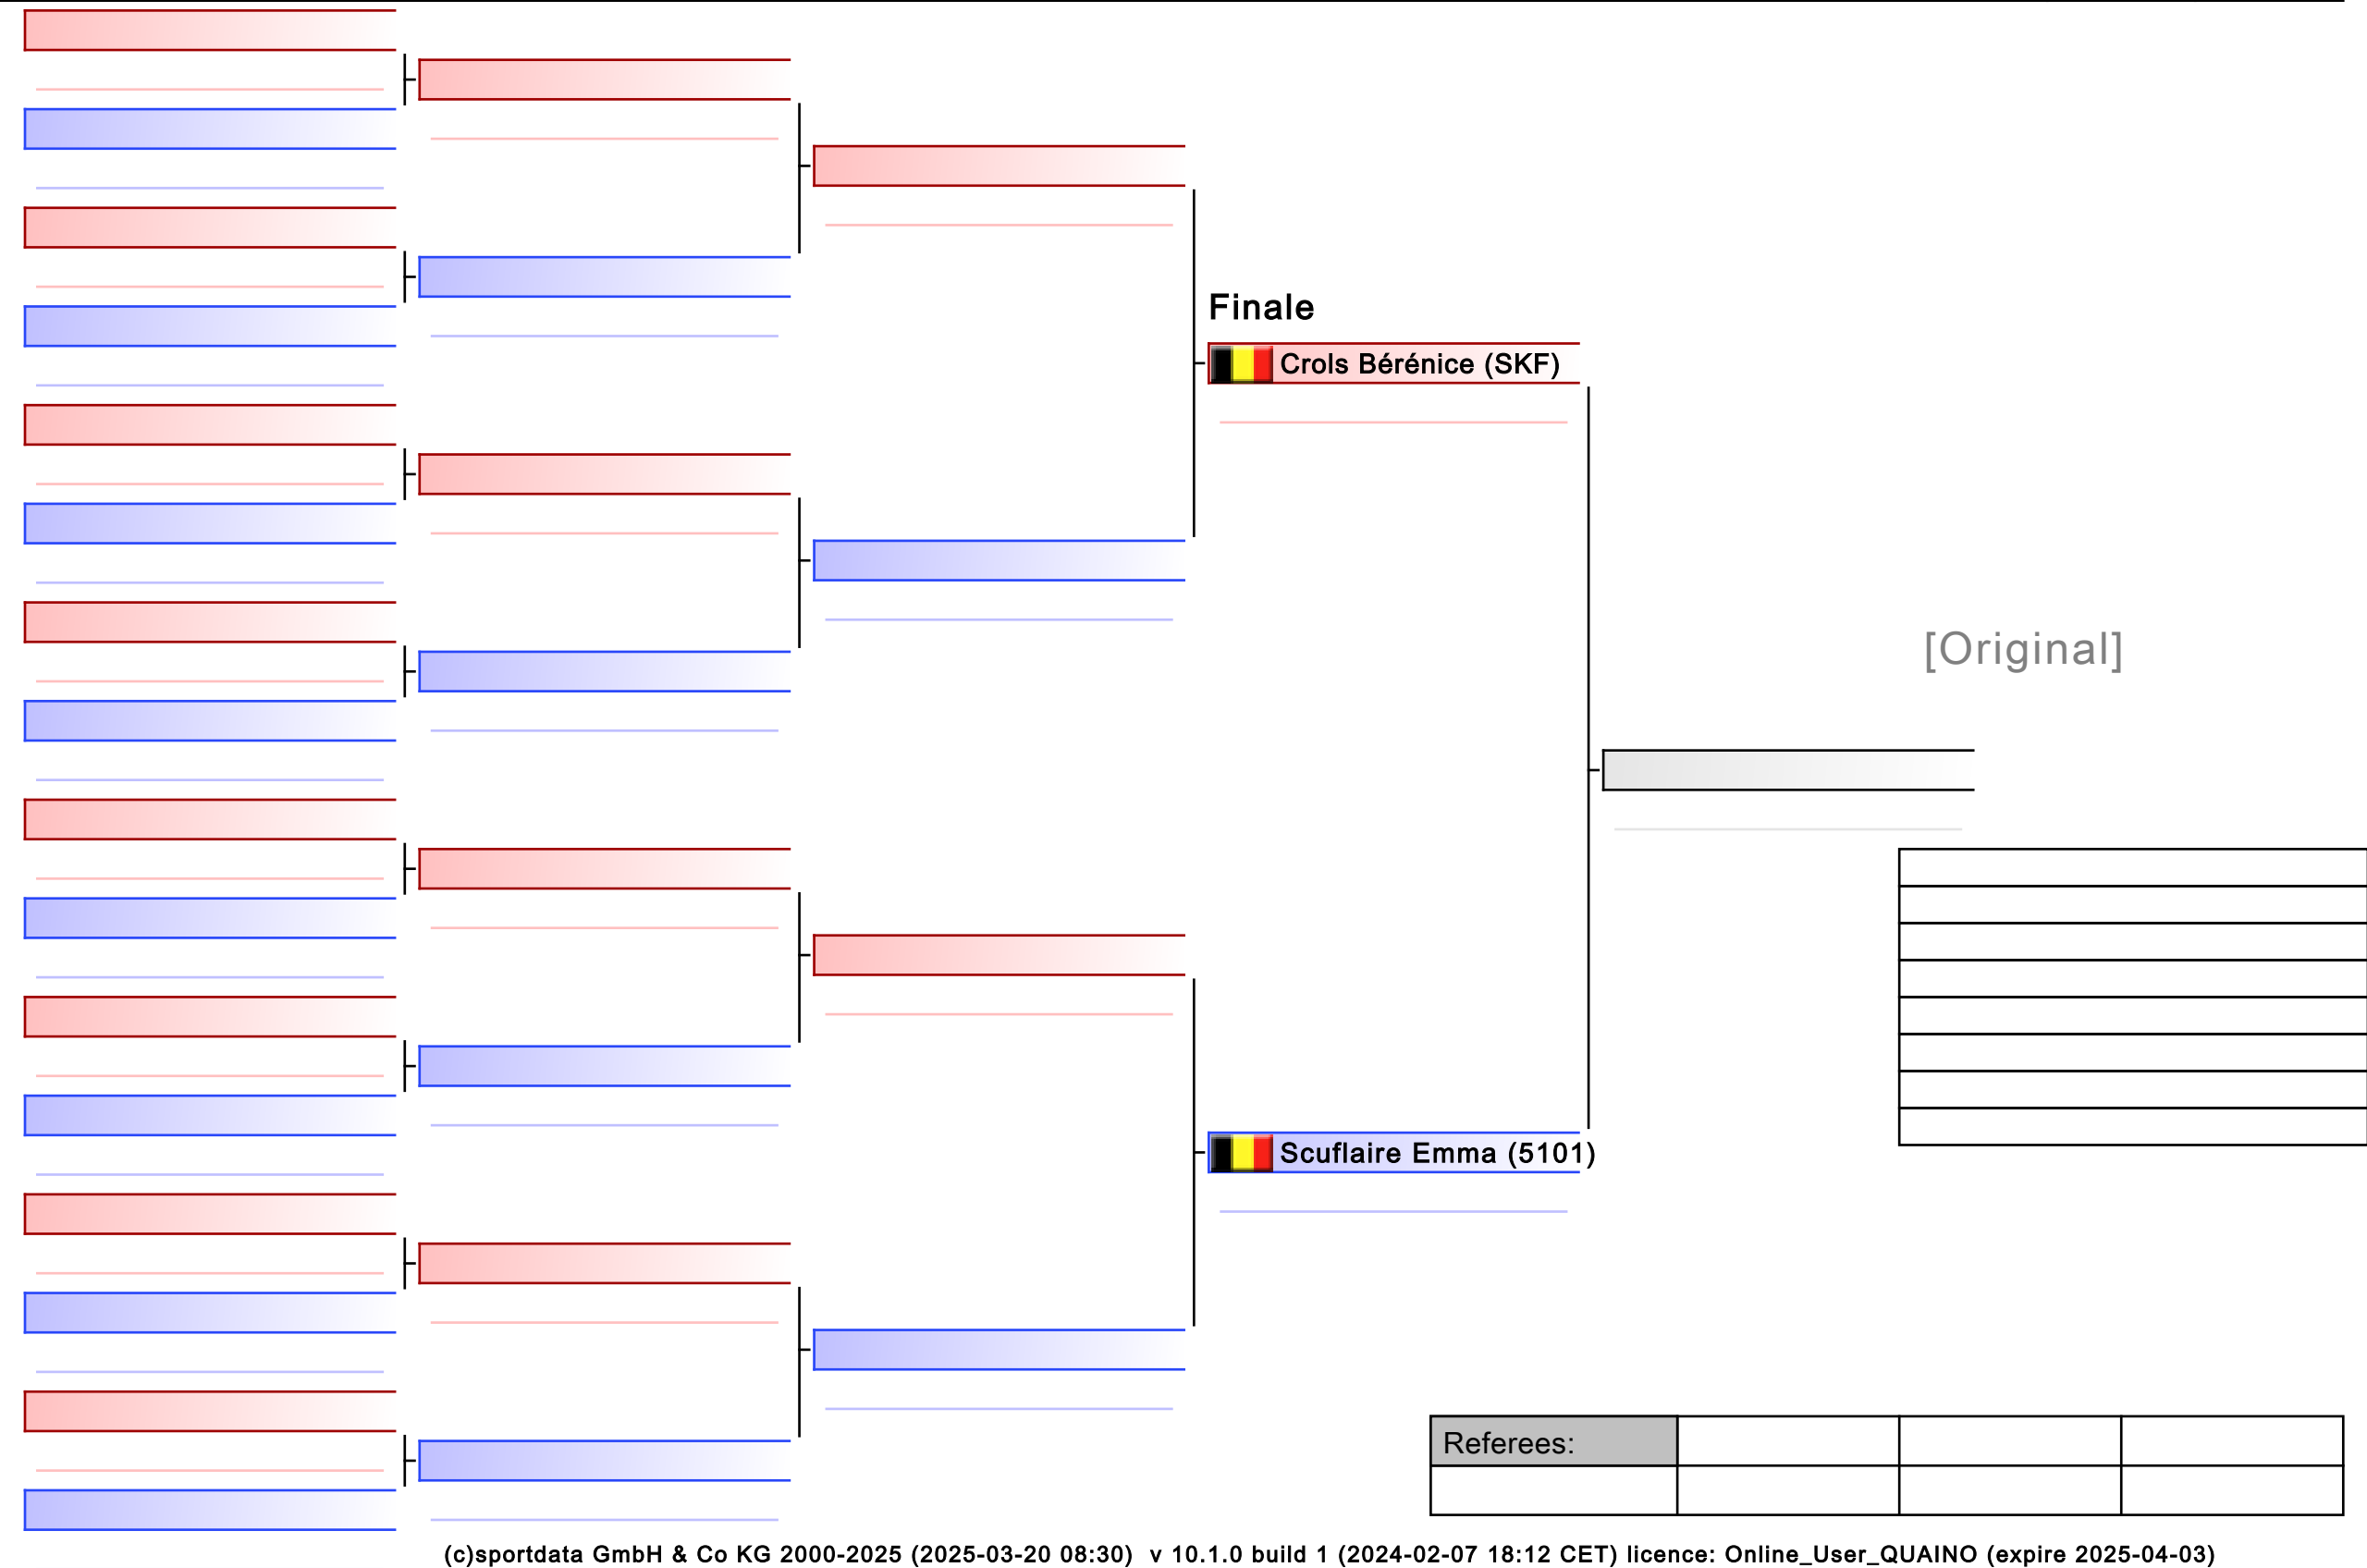 Finale
Crols Bérénice (SKF)
[Original]
Scuflaire Emma (5101)
Referees:
(c)sportdata GmbH & Co KG 2000-2025 (2025-03-20 08:30) v 10.1.0 build 1 (2024-02-07 18:12 CET) licence: Online_User_QUAINO (expire 2025-04-03)